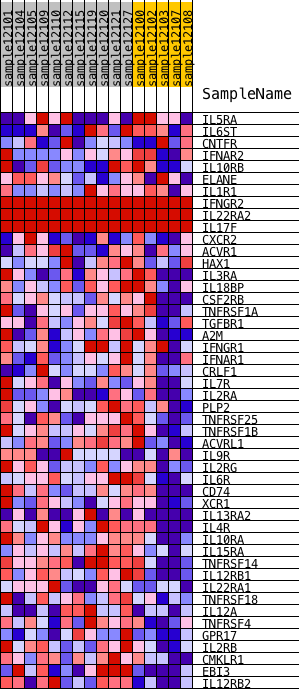 sample12101
sample12104
sample12105
sample12109
sample12110
sample12112
sample12115
sample12119
sample12120
sample12121
sample12122
sample12100
sample12102
sample12103
sample12107
sample12108
SampleName
IL5RA
IL6ST
CNTFR
IFNAR2
IL10RB
ELANE
IL1R1
IFNGR2
IL22RA2
IL17F
CXCR2
ACVR1
HAX1
IL3RA
IL18BP
CSF2RB
TNFRSF1A
TGFBR1
A2M
IFNGR1
IFNAR1
CRLF1
IL7R
IL2RA
PLP2
TNFRSF25
TNFRSF1B
ACVRL1
IL9R
IL2RG
IL6R
CD74
XCR1
IL13RA2
IL4R
IL10RA
IL15RA
TNFRSF14
IL12RB1
IL22RA1
TNFRSF18
IL12A
TNFRSF4
GPR17
IL2RB
CMKLR1
EBI3
IL12RB2